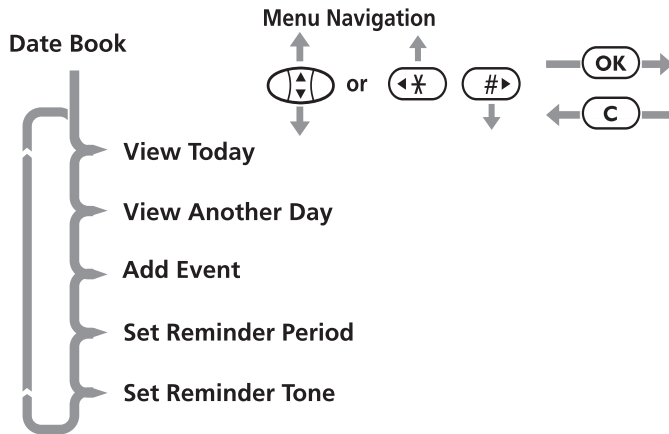 Menu Navigation
Date Book
or
OK
#
C
View Today
View Another Day
Add Event
Set Reminder Period
Set Reminder Tone